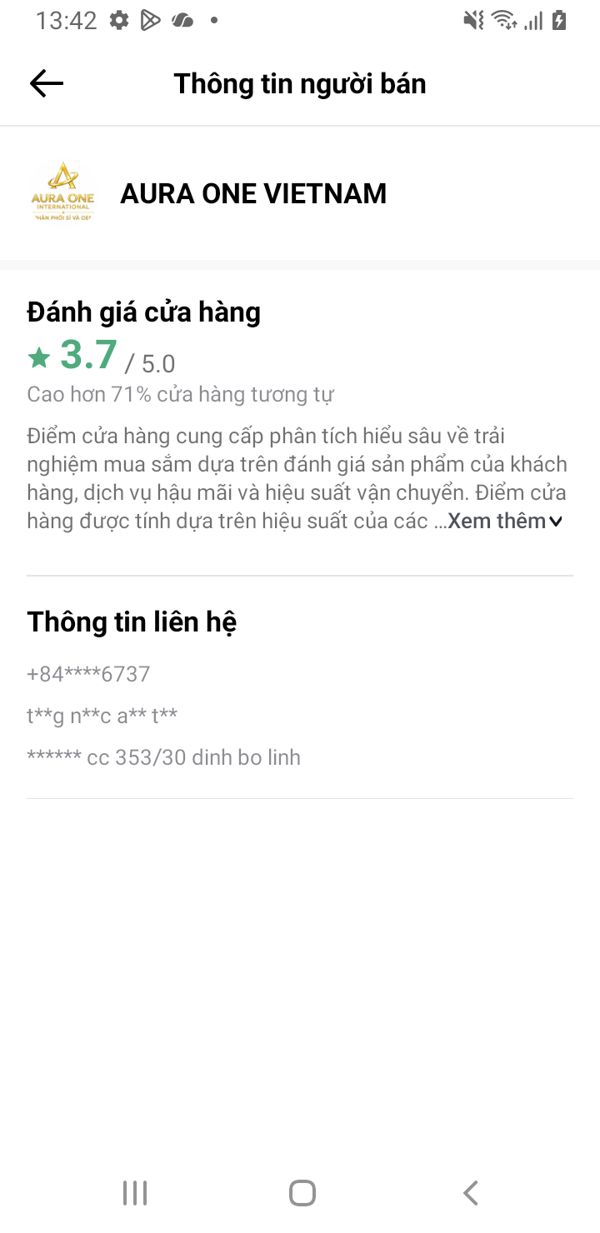 13:42
Thông tin người bán
AURA ONE
INTERNATIONAL
AURA ONE VIETNAM
Đánh giá cửa hàng
3.7 / 5.0
Cao hơn 71% cửa hàng tương tự
Điểm cửa hàng cung cấp phân tích hiểu sâu về trải
nghiệm mua sắm dựa trên đánh giá sản phẩm của khách
hàng, dịch vụ hậu mãi và hiệu suất vận chuyển. Điểm cửa
hàng được tính dựa trên hiệu suất của các ...Xem thêm
Thông tin liên hệ
+84****6737
t**g n**c a** t**
****** cc 353/30 dinh bo linh